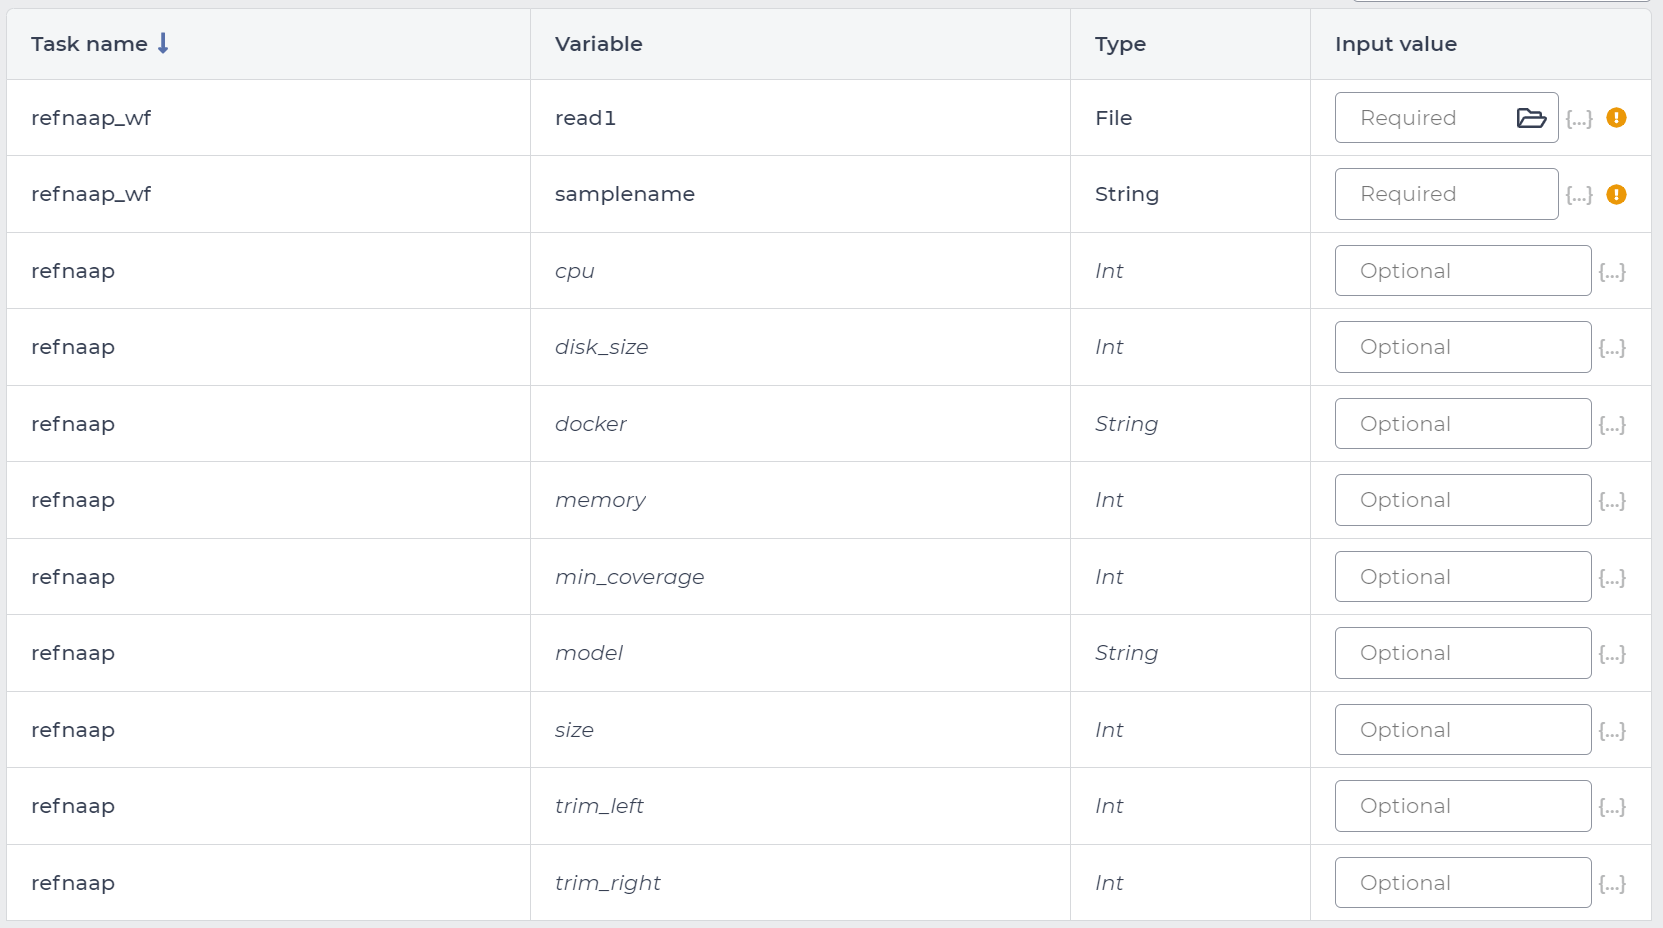 Task name Variable Type Input value
refnaap_wf read1 File Required {...}
refnaap_wf samplename String Required {...}
refnaap cpu Int Optional {...}
refnaap disk_size Int Optional {...}
refnaap docker String Optional {...}
refnaap memory Int Optional {...}
refnaap min_coverage Int Optional {...}
refnaap model String Optional {...}
refnaap size Int Optional {...}
refnaap trim_left Int Optional {...}
refnaap trim_right Int Optional {...}